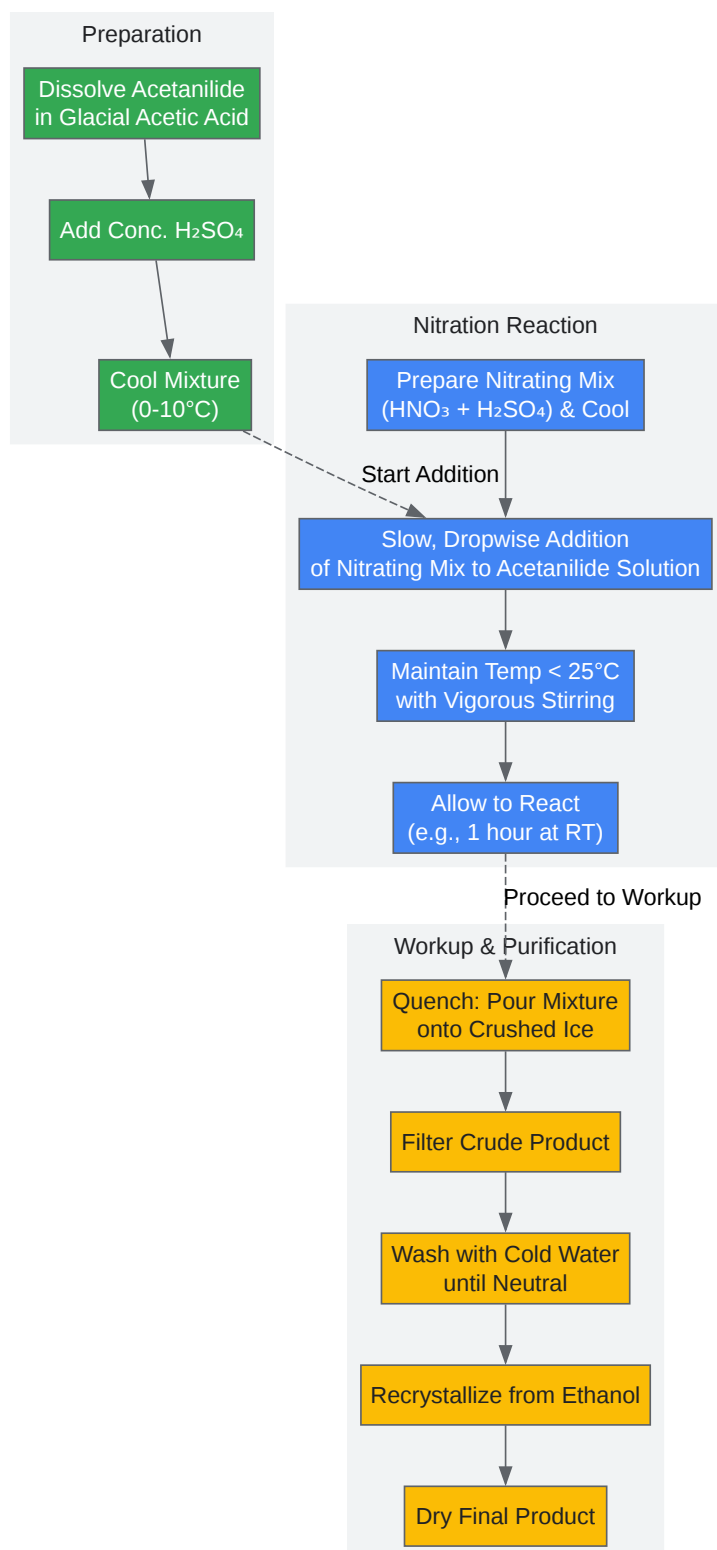 Preparation
Dissolve Acetanilide
in Glacial Acetic Acid
Add Conc. H₂SO₄
Cool Mixture
(0-10°C)
Nitration Reaction
Prepare Nitrating Mix
(HNO₃ + H₂SO₄) & Cool
Start Addition
Slow, Dropwise Addition
of Nitrating Mix to Acetanilide Solution
Maintain Temp < 25°C
with Vigorous Stirring
Allow to React
(e.g., 1 hour at RT)
Proceed to Workup
Workup & Purification
Quench: Pour Mixture
onto Crushed Ice
Filter Crude Product
Wash with Cold Water
until Neutral
Recrystallize from Ethanol
Dry Final Product